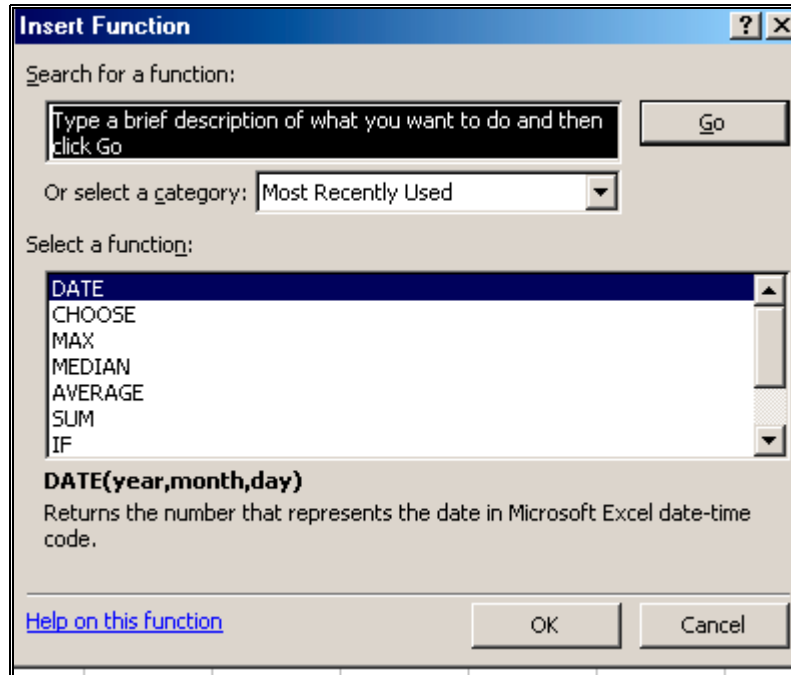 Insert Function
Search for a function:
Type a brief description of what you want to do and then
click Go
Go
Or select a category: Most Recently Used
Select a function:
DATE
CHOOSE
MAX
MEDIAN
AVERAGE
SUM
IF
DATE(year,month,day)
Returns the number that represents the date in Microsoft Excel date-time
code.
Help on this function
OK
Cancel